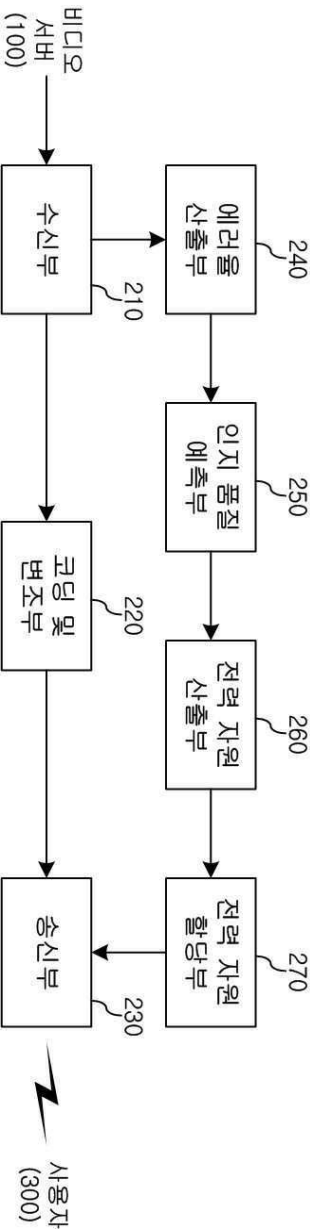 에러율
산출부
240
인지 품질
예측부
250
전력 자원
산출부
260
전력 자원
할당부
270
비디오
서버
(100)
수신부
210
코딩 및
변조부
220
송신부
230
사용자
(300)